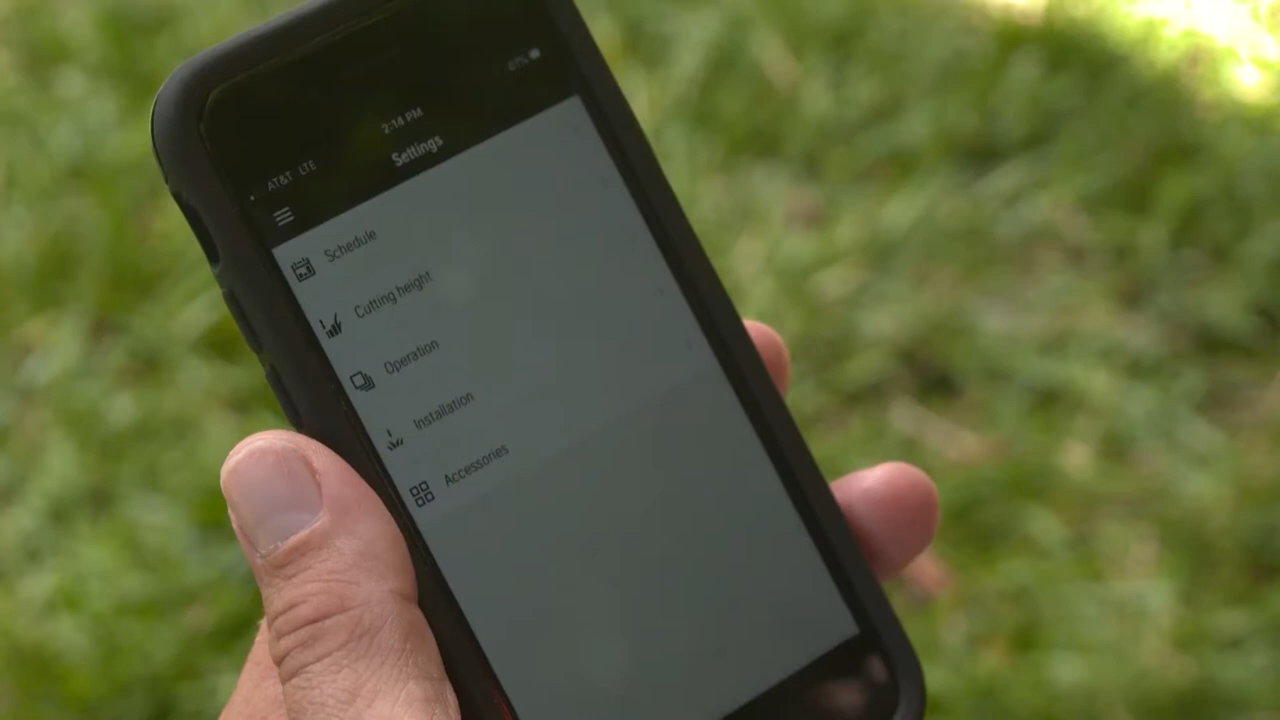 AT&T LTE
2:14 PM
Settings
Schedule
Cutting height
Operation
Installation
Accessories